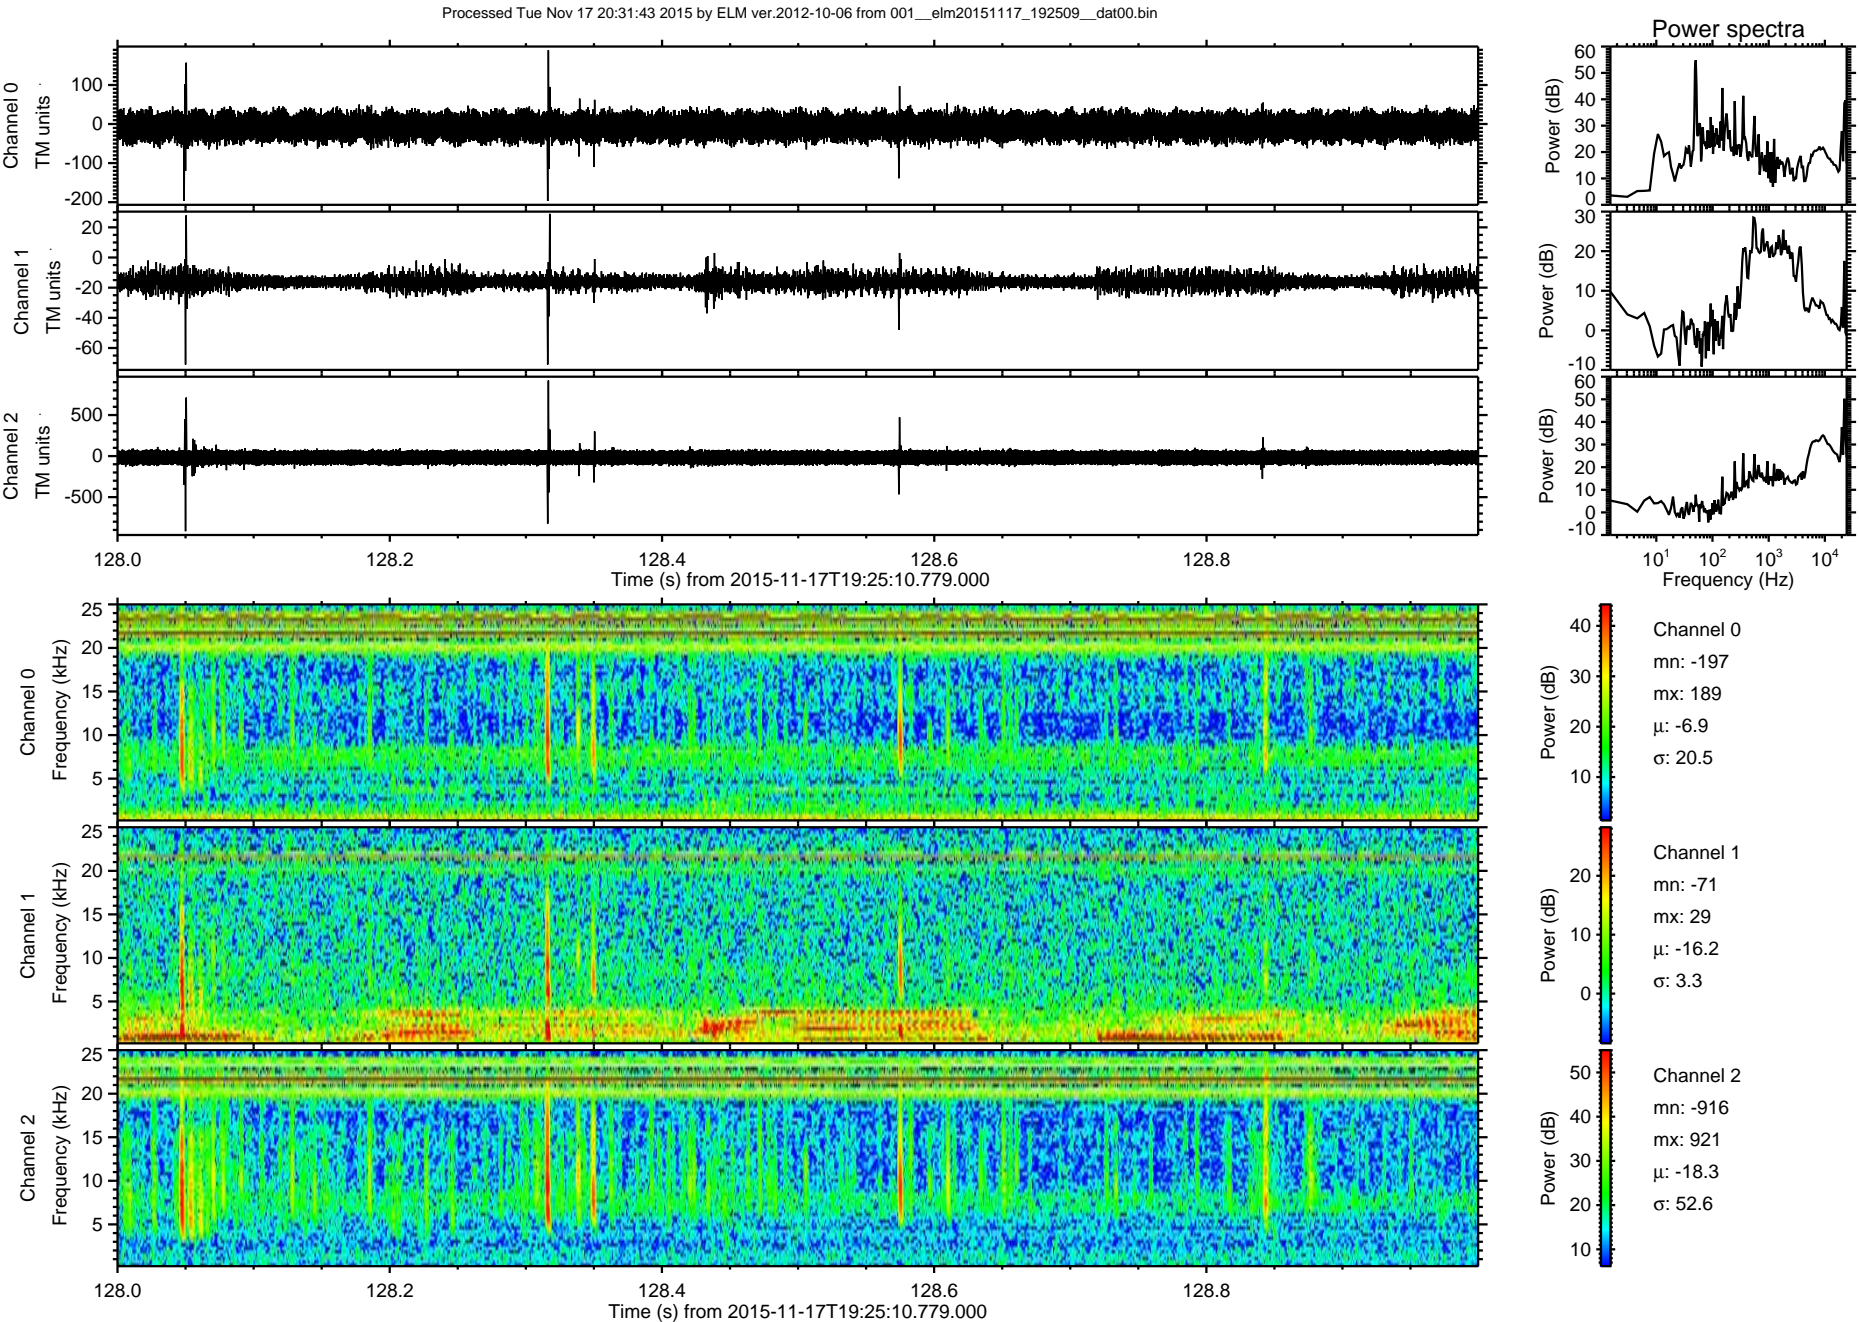 Processed Tue Nov 17 20:31:43 2015 by ELM ver.2012-10-06 from 001__elm20151117_192509__dat00.bin
Power spectra
Channel 0
TM units
100
0
-100
-200
Power (dB)
60
50
40
30
20
10
0
Channel 1
TM units
20
0
-20
-40
-60
Power (dB)
30
20
10
0
-10
Channel 2
TM units
500
0
-500
Power (dB)
60
50
40
30
20
10
0
-10
128.0 128.2 128.4 128.6 128.8
Time (s) from 2015-11-17T19:25:10.779.000
10¹ 10² 10³ 10⁴
Frequency (Hz)
Channel 0
Frequency (kHz)
25
20
15
10
5
Power (dB)
40
30
20
10
Channel 0
mn: -197
mx: 189
μ: -6.9
σ: 20.5
Channel 1
Frequency (kHz)
25
20
15
10
5
Power (dB)
20
10
0
Channel 1
mn: -71
mx: 29
μ: -16.2
σ: 3.3
Channel 2
Frequency (kHz)
25
20
15
10
5
Power (dB)
50
40
30
20
10
Channel 2
mn: -916
mx: 921
μ: -18.3
σ: 52.6
128.0 128.2 128.4 128.6 128.8
Time (s) from 2015-11-17T19:25:10.779.000